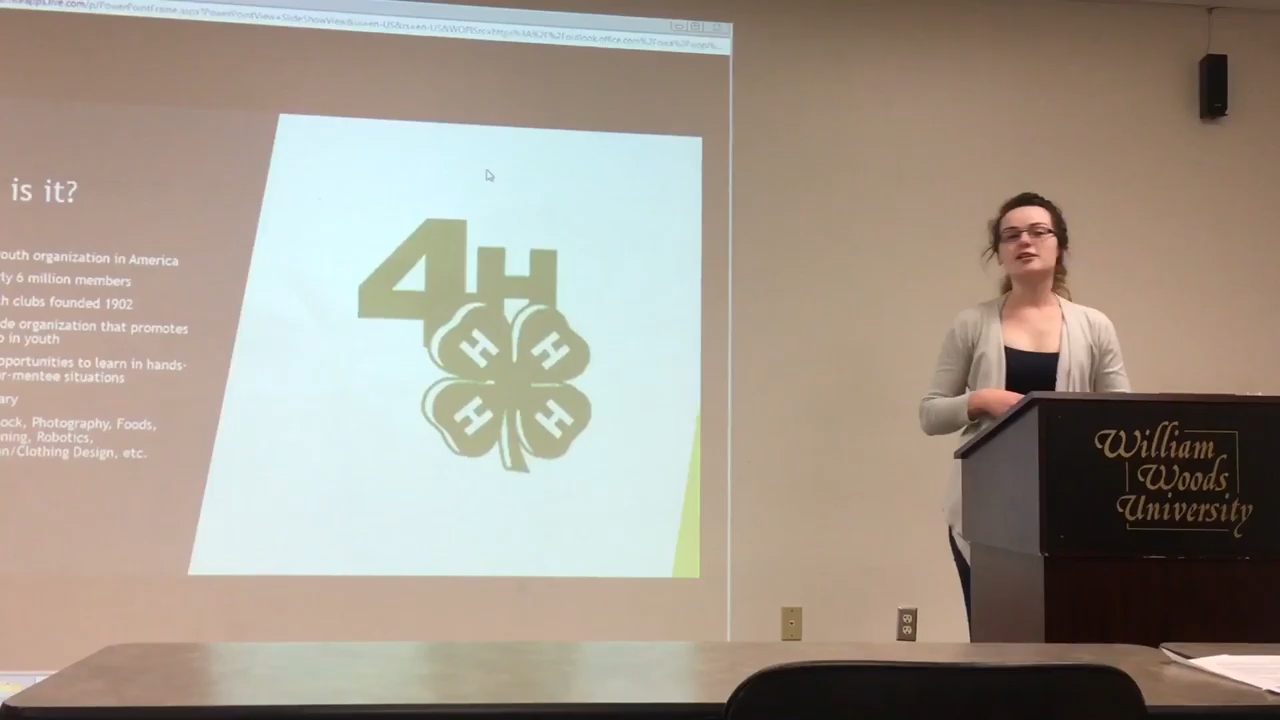 is it?
outh organization in America
ty 6 million members
h clubs founded 1902
de organization that promotes
in youth
pportunities to learn in hands-
r-mentee situations
ary
ock, Photography, Foods,
ning, Robotics,
n/Clothing Design, etc.
4H
H H
H H
William
Woods
University